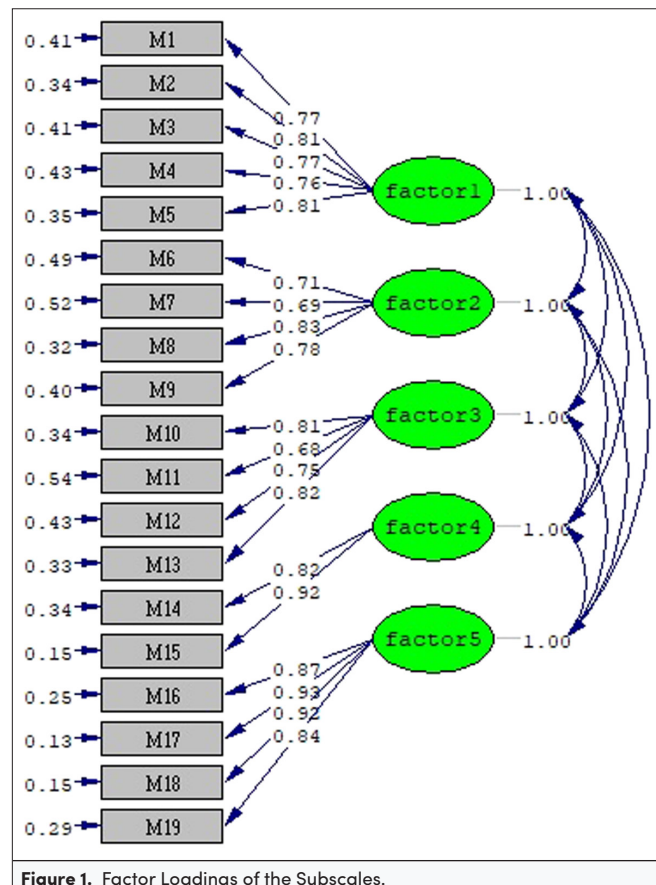 0.41 M1
0.34 M2
0.77
0.41 M3
0.81
0.77
0.43 M4
0.76
factor1 1.00
0.35 M5
0.81
0.49 M6
0.71
0.52 M7
0.69
factor2 1.00
0.83
0.32 M8
0.78
0.40 M9
factor3 1.00
0.34 M10
0.81
0.68
0.54 M11
0.75
0.82
0.43 M12
factor4 1.00
0.33 M13
0.82
0.34 M14
0.92
factor5 1.00
0.15 M15
0.87
0.25 M16
0.93
0.92
0.13 M17
0.84
0.15 M18
0.29 M19
Figure 1. Factor Loadings of the Subscales.